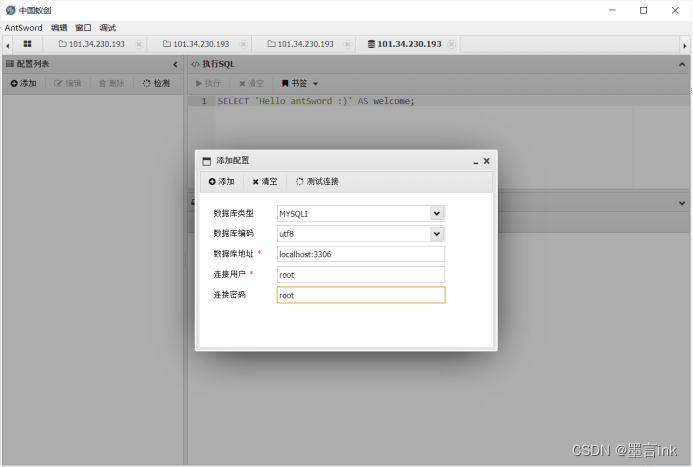 中国蚁剑
AntSword 编辑 窗口 调试
101.34.230.193 101.34.230.193 101.34.230.193 101.34.230.193
配置列表
添加 编辑 删除 检测
执行SQL
执行 清空 书签
1 SELECT 'Hello antSword :)' AS welcome;
添加配置
添加 清空 测试连接
数据库类型 MYSQLI
数据库编码 utf8
数据库地址 * localhost:3306
连接用户 * root
连接密码 root
CSDN @墨言ink